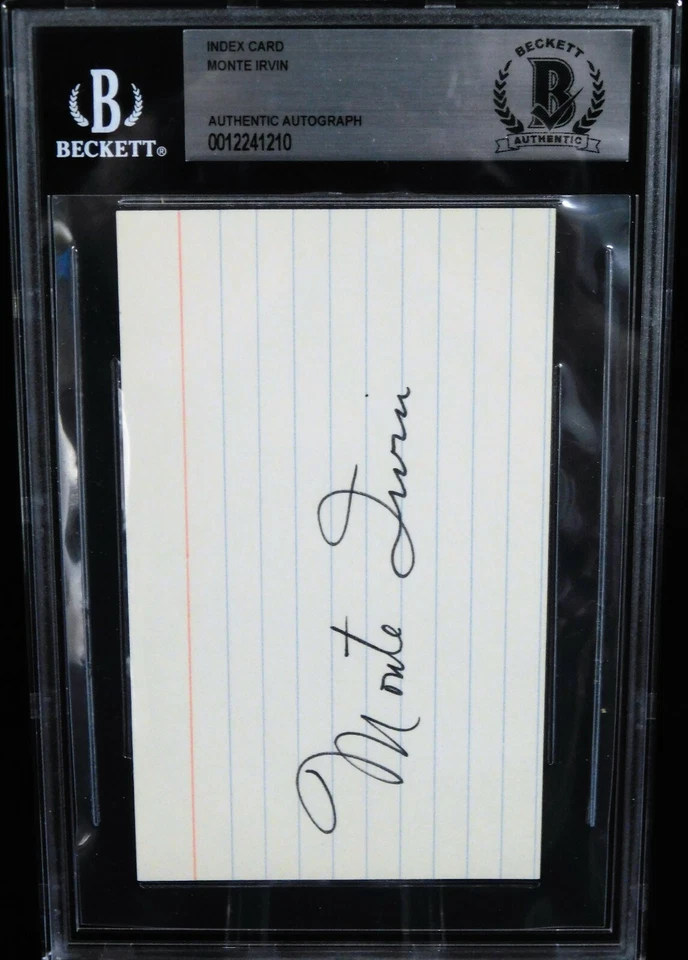 INDEX CARD
MONTE IRVIN
AUTHENTIC AUTOGRAPH
0012241210
B
BECKETT®
BECKETT
B
AUTHENTIC
Monte Irvin